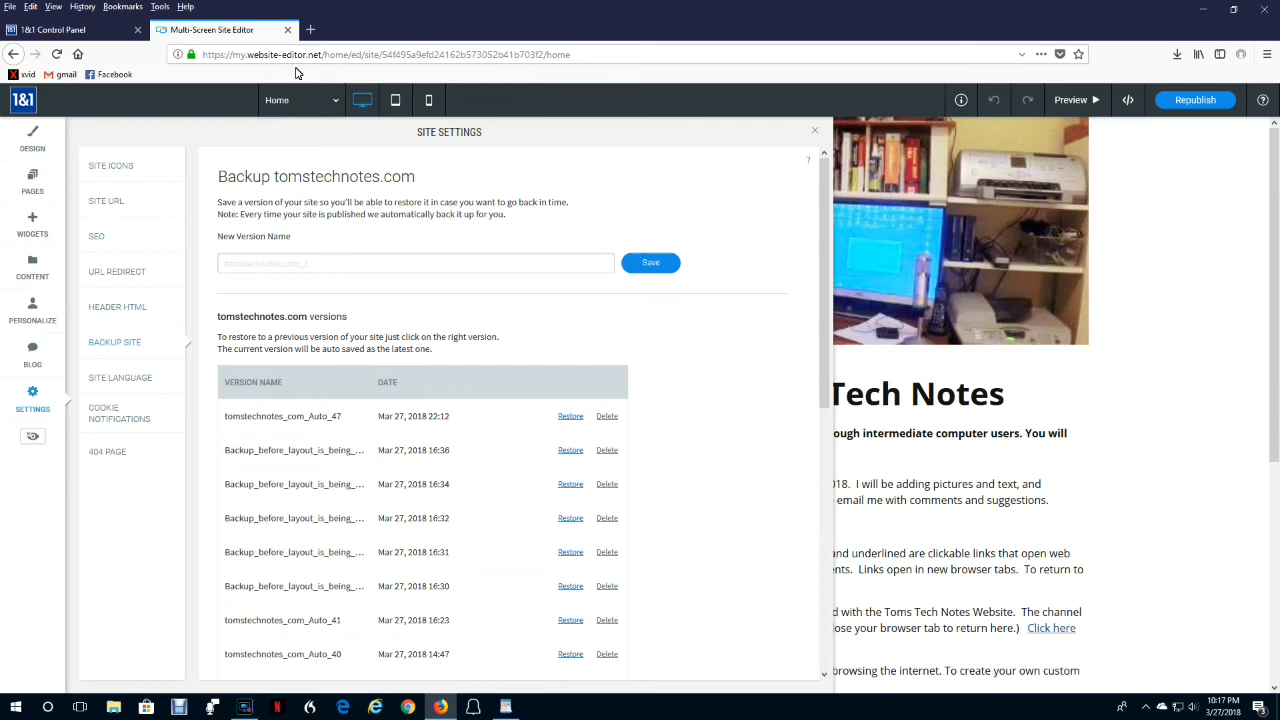 File Edit View History Bookmarks Tools Help
1&1 Control Panel
Multi-Screen Site Editor
https://my.website-editor.net/home/ed/site/54f495a9efd24162b573052b41b703f2/home
xvid gmail Facebook
1&1
Home
Preview
Republish
SITE SETTINGS
DESIGN
PAGES
WIDGETS
CONTENT
PERSONALIZE
BLOG
SETTINGS
SITE ICONS
SITE URL
SEO
URL REDIRECT
HEADER HTML
BACKUP SITE
SITE LANGUAGE
COOKIE
NOTIFICATIONS
404 PAGE
?
Backup tomstechnotes.com
Save a version of your site so you'll be able to restore it in case you want to go back in time.
Note: Every time your site is published we automatically back it up for you.
New Version Name
tomstechnotes.com_1
Save
tomstechnotes.com versions
To restore to a previous version of your site just click on the right version.
The current version will be auto saved as the latest one.
VERSION NAME DATE
tomstechnotes_com_Auto_47 Mar 27, 2018 22:12 Restore Delete
Backup_before_layout_is_being_... Mar 27, 2018 16:36 Restore Delete
Backup_before_layout_is_being_... Mar 27, 2018 16:34 Restore Delete
Backup_before_layout_is_being_... Mar 27, 2018 16:32 Restore Delete
Backup_before_layout_is_being_... Mar 27, 2018 16:31 Restore Delete
Backup_before_layout_is_being_... Mar 27, 2018 16:30 Restore Delete
tomstechnotes_com_Auto_41 Mar 27, 2018 16:23 Restore Delete
tomstechnotes_com_Auto_40 Mar 27, 2018 14:47 Restore Delete
Tech Notes
ough intermediate computer users. You will
018. I will be adding pictures and text, and
email me with comments and suggestions.
and underlined are clickable links that open web
ents. Links open in new browser tabs. To return to
d with the Toms Tech Notes Website. The channel
lose your browser tab to return here.) Click here
browsing the internet. To create your own custom
10:17 PM
3/27/2018
3